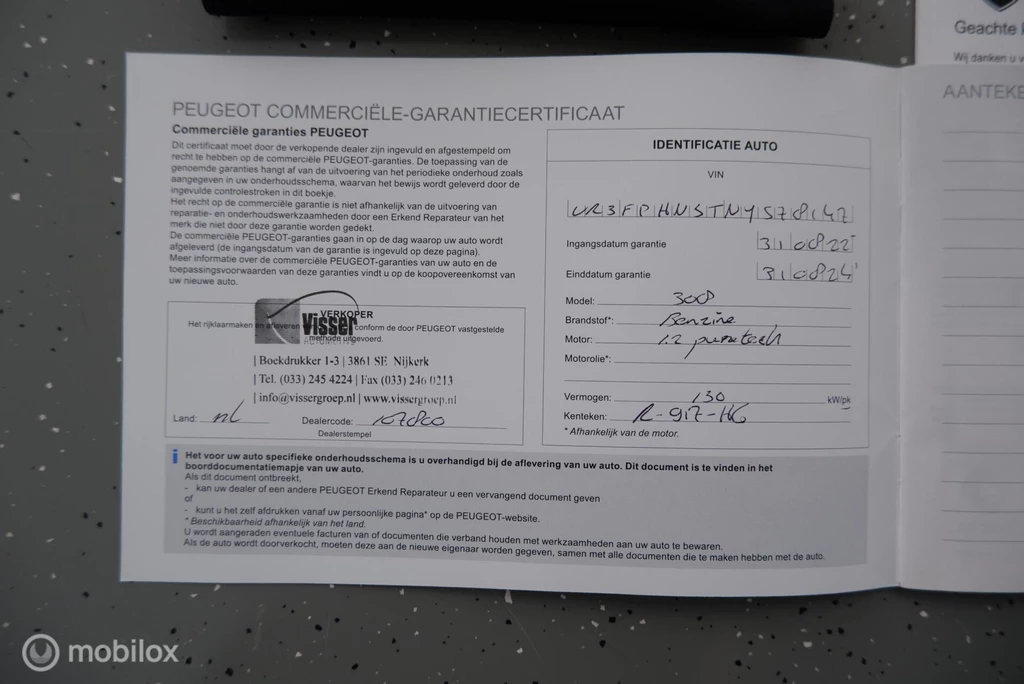 Geachte
Wij danken u v
AANTEKE
PEUGEOT COMMERCIËLE-GARANTIECERTIFICAAT
Commerciële garanties PEUGEOT
Dit certificaat moet door de verkopende dealer zijn ingevuld en afgestempeld om
recht te hebben op de commerciële PEUGEOT-garanties. De toepassing van de
genoemde garanties hangt af van de uitvoering van het periodieke onderhoud zoals
aangegeven in uw onderhoudsschema, waarvan het bewijs wordt geleverd door de
ingevulde controlestroken in dit boekje.
Het recht op de commerciële garantie is niet afhankelijk van de uitvoering van
reparatie- en onderhoudswerkzaamheden door een Erkend Reparateur van het
merk die niet door deze garantie worden gedekt.
De commerciële PEUGEOT-garanties gaan in op de dag waarop uw auto wordt
afgeleverd (de ingangsdatum van de garantie is ingevuld op deze pagina).
Meer informatie over de commerciële PEUGEOT-garanties van uw auto en de
toepassingsvoorwaarden van deze garanties vindt u op de koopovereenkomst van
uw nieuwe auto.
VERKOPER
Het rijklaarmaken en afleveren conform de door PEUGEOT vastgestelde
methode uitgevoerd.
Visser
| Boekdrukker 1-3 | 3861 SE Nijkerk
| Tel. (033) 245 4224 | Fax (033) 246 0213
| info@vissergroep.nl | www.vissergroep.nl
Land: nl Dealercode: 107800
Dealerstempel
IDENTIFICATIE AUTO
VIN
VR3FPHNSTNY578147
Ingangsdatum garantie 310822
Einddatum garantie 310824
Model: 308
Brandstof*: Benzine
Motor: 1.2 puretech
Motorolie*:
Vermogen: 130 kW/pk
Kenteken: R-917-HG
* Afhankelijk van de motor.
i Het voor uw auto specifieke onderhoudsschema is u overhandigd bij de aflevering van uw auto. Dit document is te vinden in het
boorddocumentatiemapje van uw auto.
Als dit document ontbreekt,
- kan uw dealer of een andere PEUGEOT Erkend Reparateur u een vervangend document geven
of
- kunt u het zelf afdrukken vanaf uw persoonlijke pagina* op de PEUGEOT-website.
* Beschikbaarheid afhankelijk van het land.
U wordt aangeraden eventuele facturen van of documenten die verband houden met werkzaamheden aan uw auto te bewaren.
Als de auto wordt doorverkocht, moeten deze aan de nieuwe eigenaar worden gegeven, samen met alle documenten die te maken hebben met de auto.
mobilox